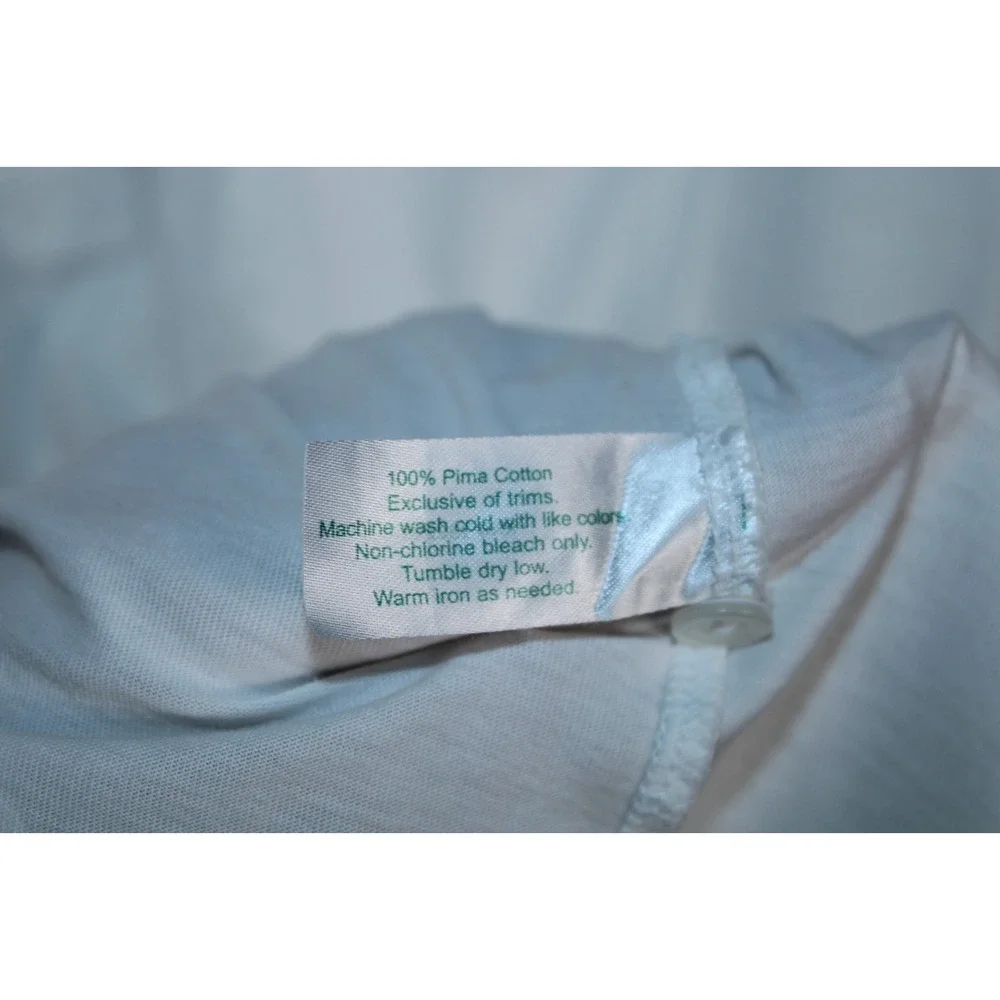 100% Pima Cotton
Exclusive of trims.
Machine wash cold with like colors.
Non-chlorine bleach only.
Tumble dry low.
Warm iron as needed.